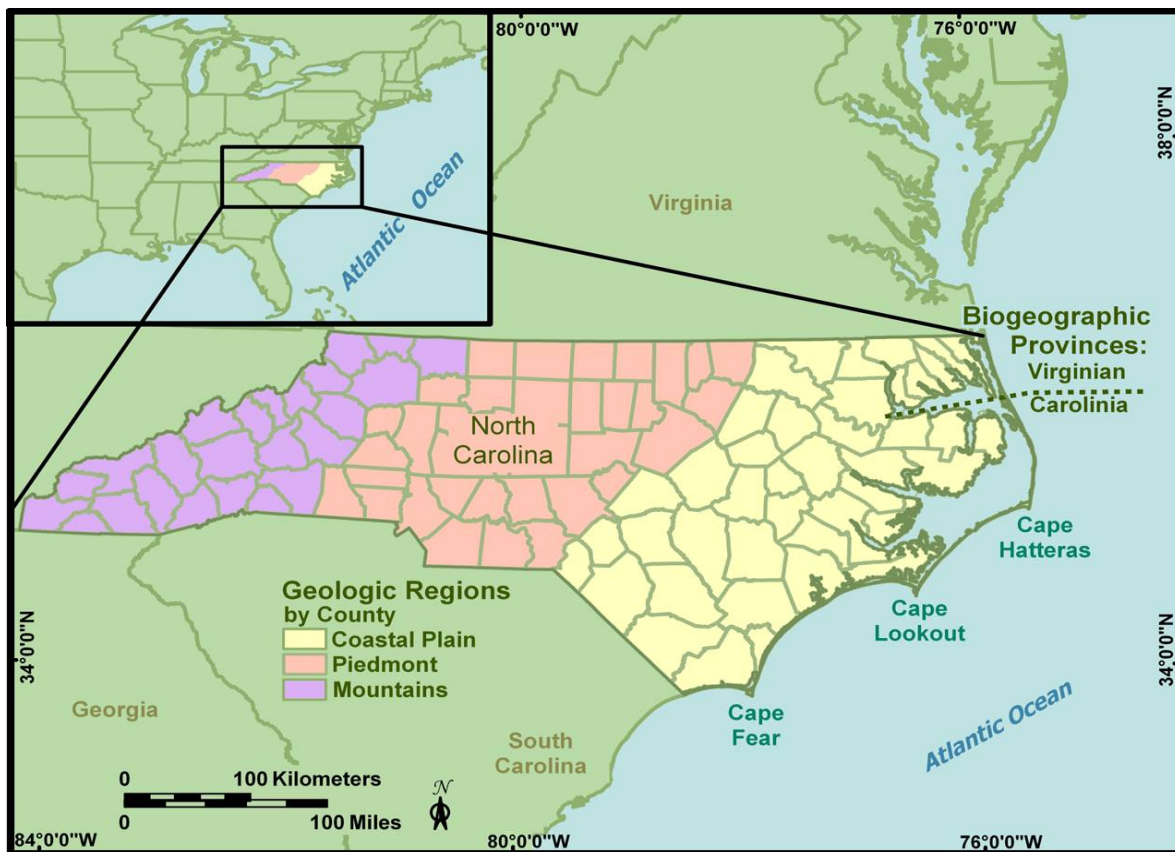 80°0'0"W
76°0'0"W
38°0'0"N
Atlantic Ocean
Virginia
Biogeographic
Provinces:
Virginian
Carolinia
North
Carolina
Cape
Hatteras
Cape
Lookout
Geologic Regions
by County
Coastal Plain
Piedmont
Mountains
34°0'0"N
34°0'0"N
Georgia
South
Carolina
Cape
Fear
Atlantic Ocean
0 100 Kilometers
0 100 Miles
N
84°0'0"W
80°0'0"W
76°0'0"W